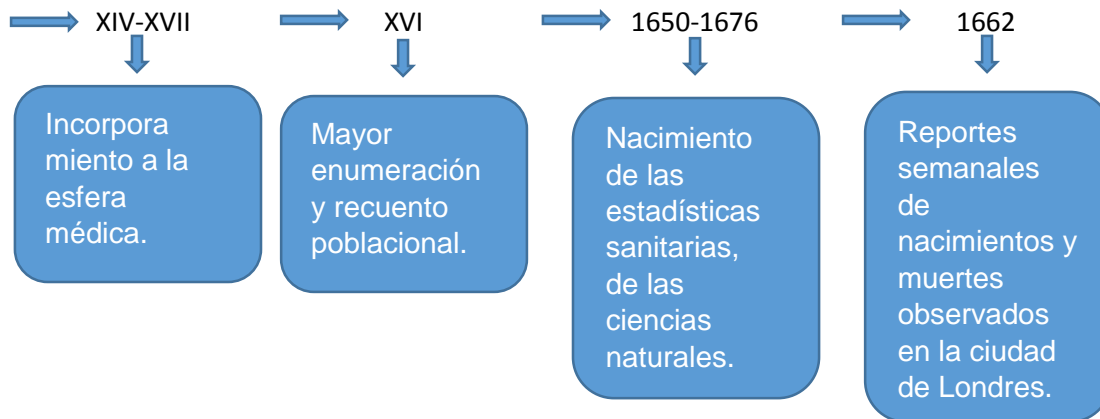 XIV-XVII
Incorpora
miento a la
esfera
médica.
XVI
Mayor
enumeración
y recuento
poblacional.
1650-1676
Nacimiento
de las
estadísticas
sanitarias,
de las
ciencias
naturales.
1662
Reportes
semanales
de
nacimientos y
muertes
observados
en la ciudad
de Londres.